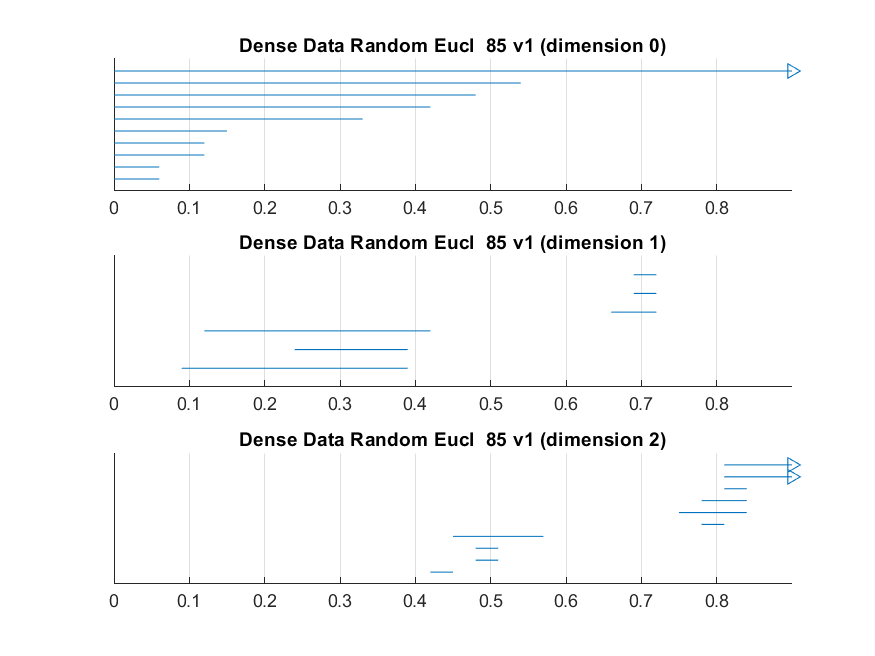 Dense Data Random Eucl  85 v1 (dimension 0)
0 0.1 0.2 0.3 0.4 0.5 0.6 0.7 0.8
Dense Data Random Eucl  85 v1 (dimension 1)
0 0.1 0.2 0.3 0.4 0.5 0.6 0.7 0.8
Dense Data Random Eucl  85 v1 (dimension 2)
0 0.1 0.2 0.3 0.4 0.5 0.6 0.7 0.8